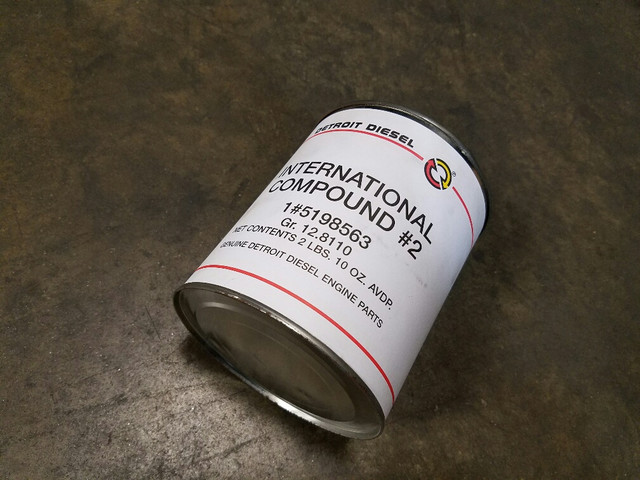 DETROIT DIESEL
®
INTERNATIONAL
COMPOUND #2
1#5198563
Gr. 12.8110
NET CONTENTS 2 LBS. 10 OZ. AVDP.
GENUINE DETROIT DIESEL ENGINE PARTS